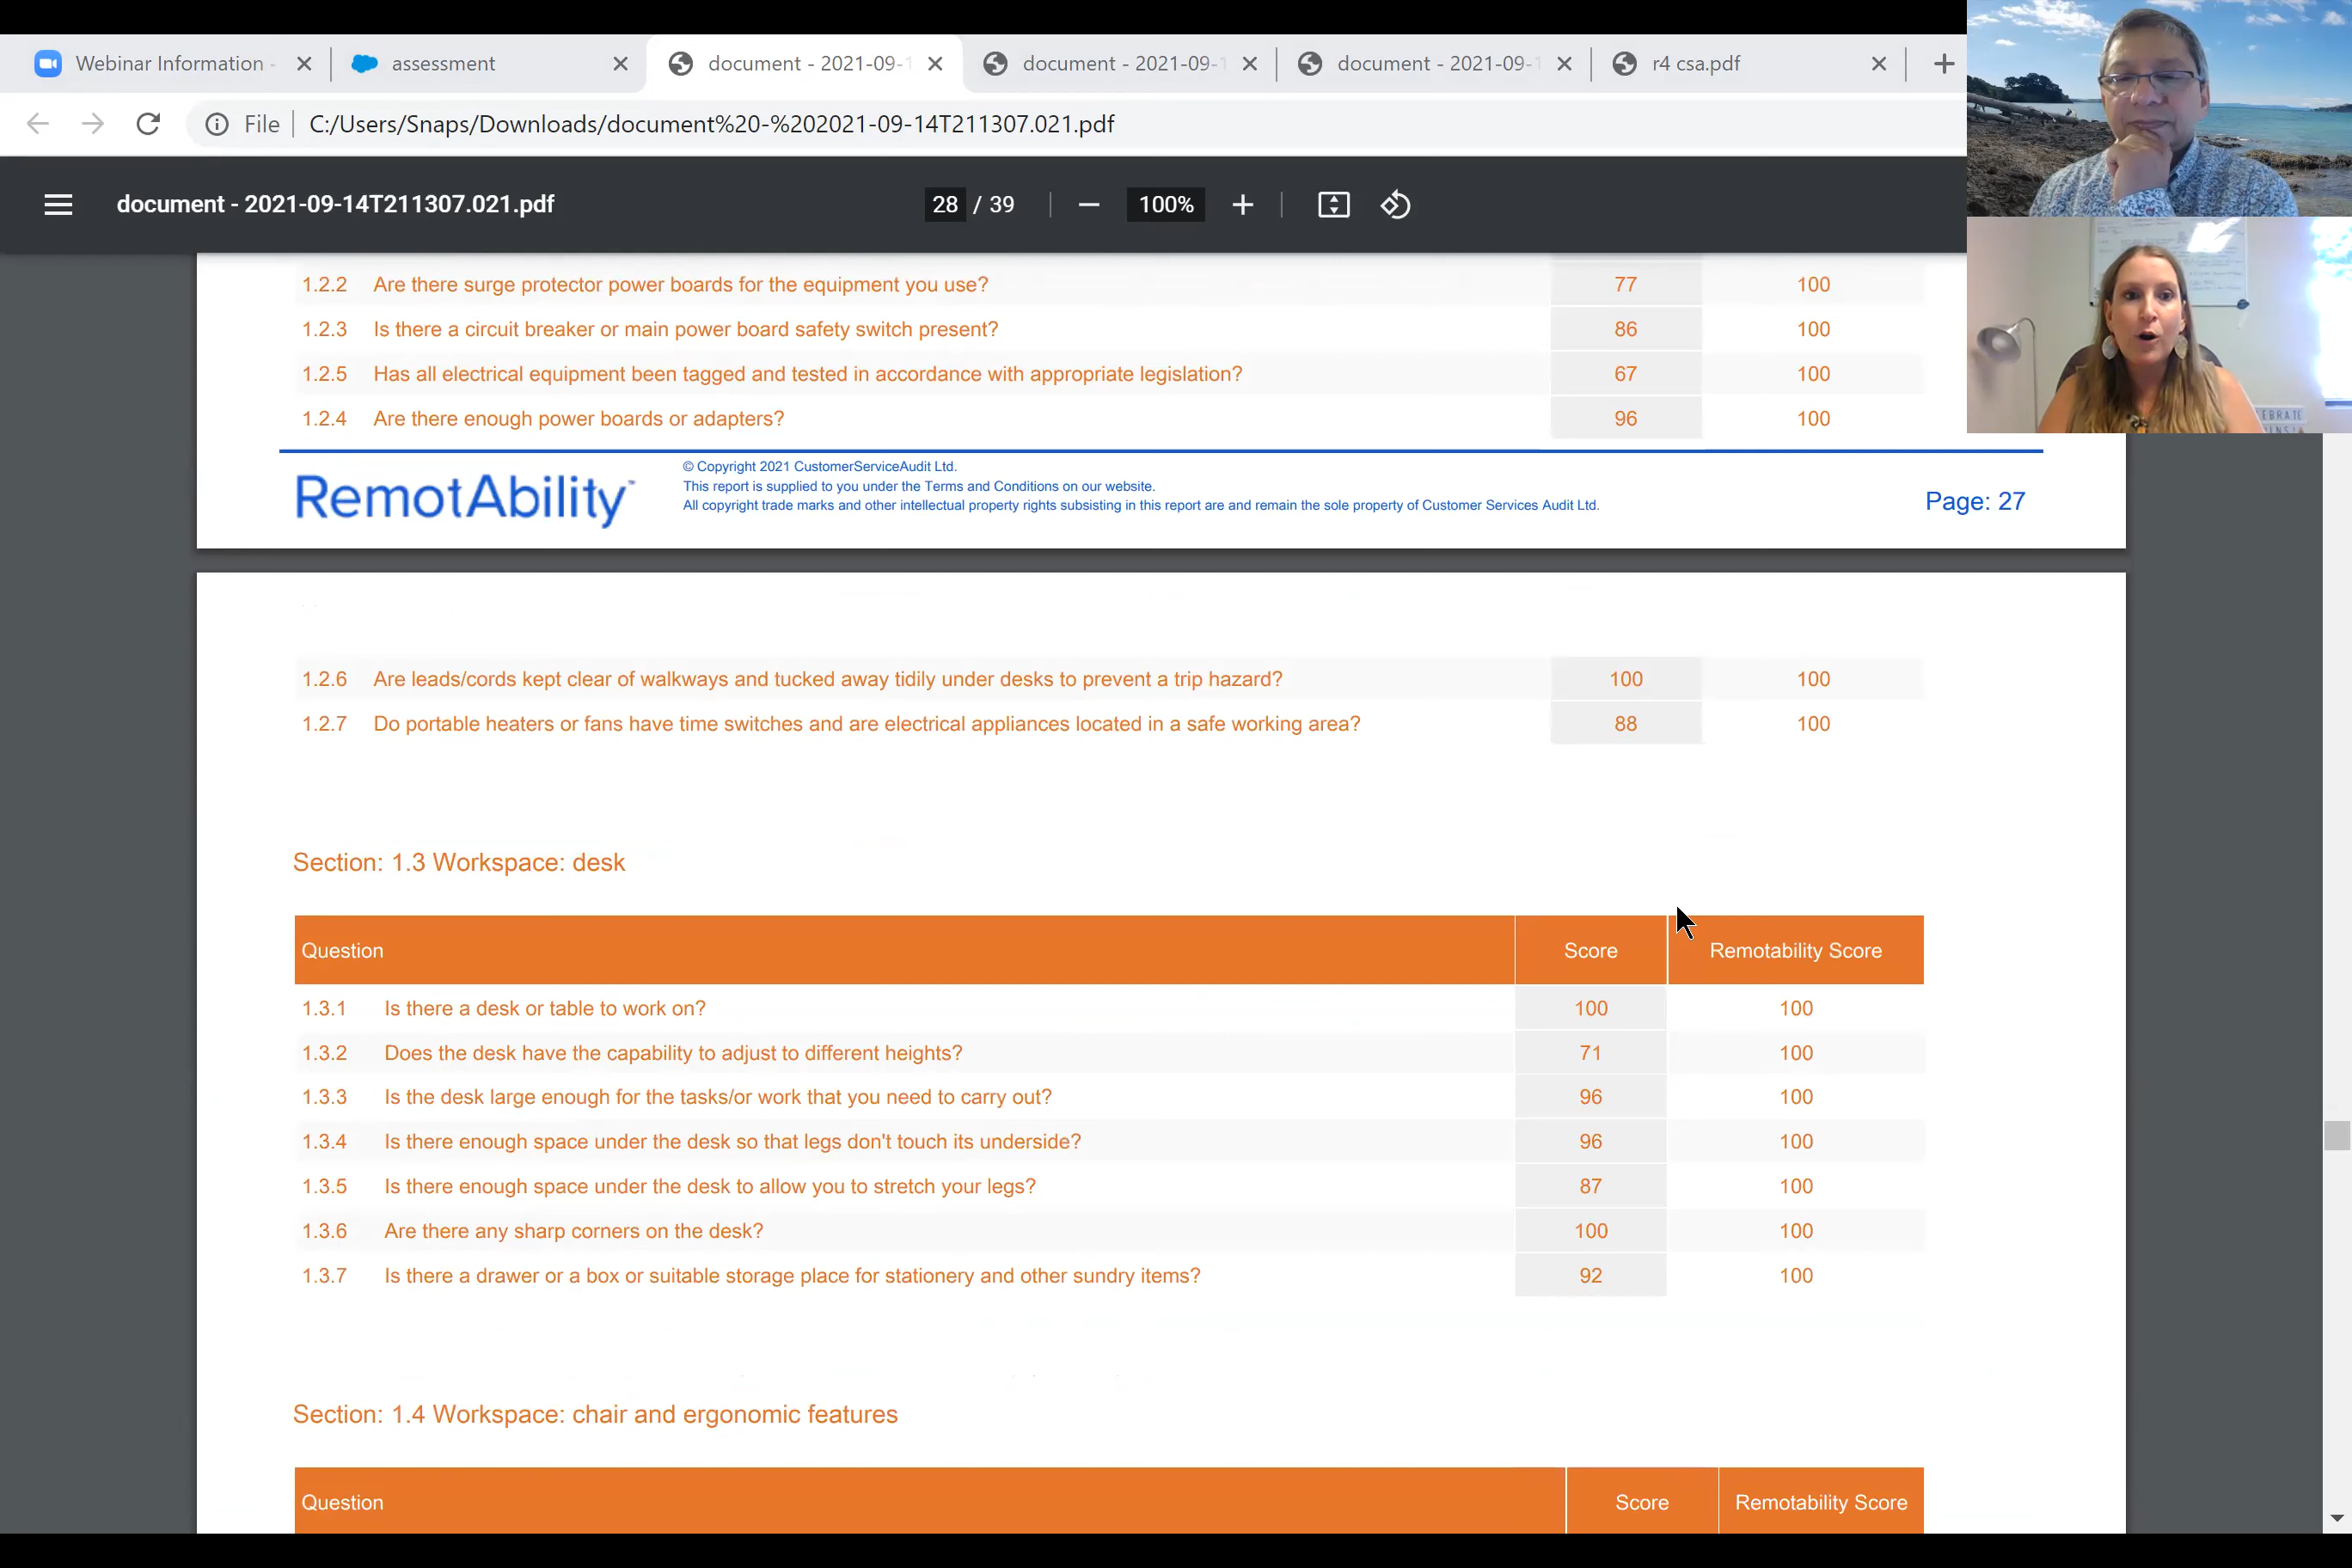 Webinar Information -
assessment
document - 2021-09-1
document - 2021-09-1
document - 2021-09-1
r4 csa.pdf
File
C:/Users/Snaps/Downloads/document%20-%202021-09-14T211307.021.pdf
document - 2021-09-14T211307.021.pdf
28 / 39
100%
1.2.2 Are there surge protector power boards for the equipment you use? 77 100
1.2.3 Is there a circuit breaker or main power board safety switch present? 86 100
1.2.5 Has all electrical equipment been tagged and tested in accordance with appropriate legislation? 67 100
1.2.4 Are there enough power boards or adapters? 96 100
RemotAbility™
© Copyright 2021 CustomerServiceAudit Ltd.
This report is supplied to you under the Terms and Conditions on our website.
All copyright trade marks and other intellectual property rights subsisting in this report are and remain the sole property of Customer Services Audit Ltd.
Page: 27
1.2.6 Are leads/cords kept clear of walkways and tucked away tidily under desks to prevent a trip hazard? 100 100
1.2.7 Do portable heaters or fans have time switches and are electrical appliances located in a safe working area? 88 100
Section: 1.3 Workspace: desk
Question Score Remotability Score
1.3.1 Is there a desk or table to work on? 100 100
1.3.2 Does the desk have the capability to adjust to different heights? 71 100
1.3.3 Is the desk large enough for the tasks/or work that you need to carry out? 96 100
1.3.4 Is there enough space under the desk so that legs don't touch its underside? 96 100
1.3.5 Is there enough space under the desk to allow you to stretch your legs? 87 100
1.3.6 Are there any sharp corners on the desk? 100 100
1.3.7 Is there a drawer or a box or suitable storage place for stationery and other sundry items? 92 100
Section: 1.4 Workspace: chair and ergonomic features
Question Score Remotability Score